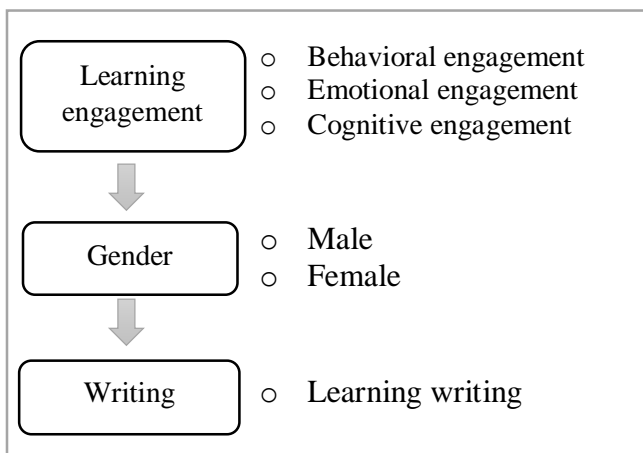 Learning
engagement
○ Behavioral engagement
○ Emotional engagement
○ Cognitive engagement
Gender
○ Male
○ Female
Writing
○ Learning writing